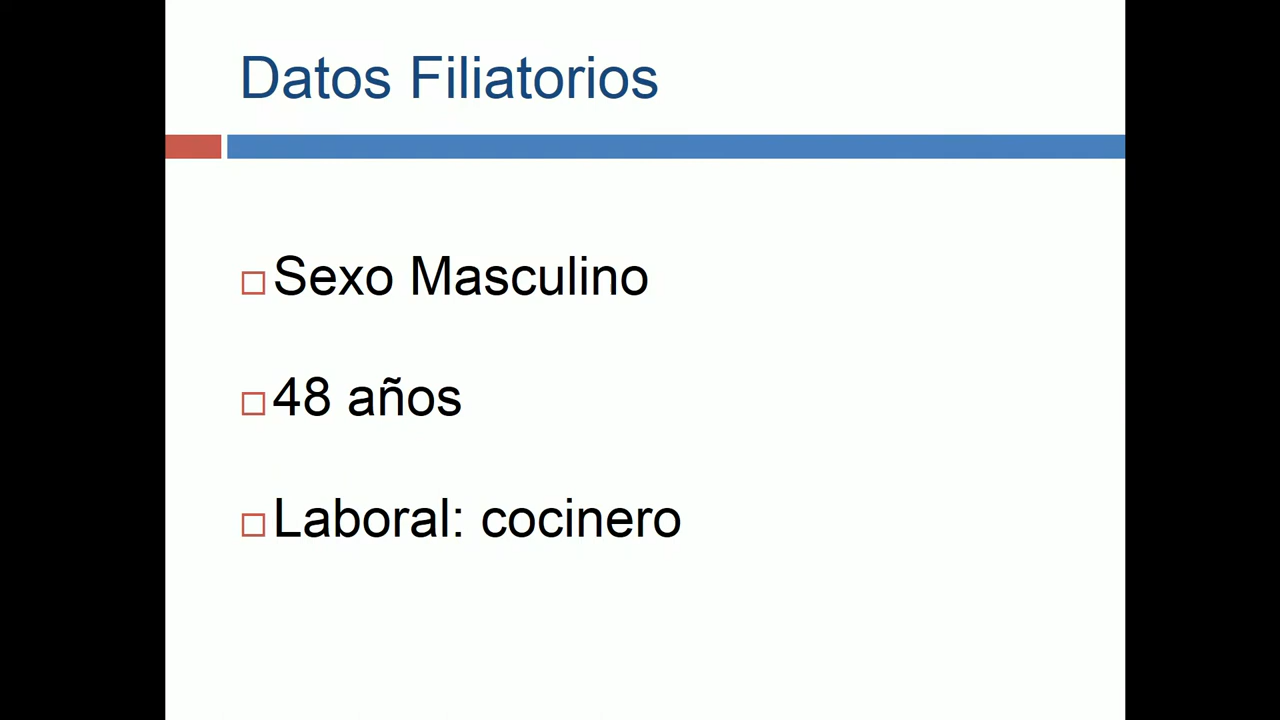 Datos Filiatorios
Sexo Masculino
48 años
Laboral: cocinero